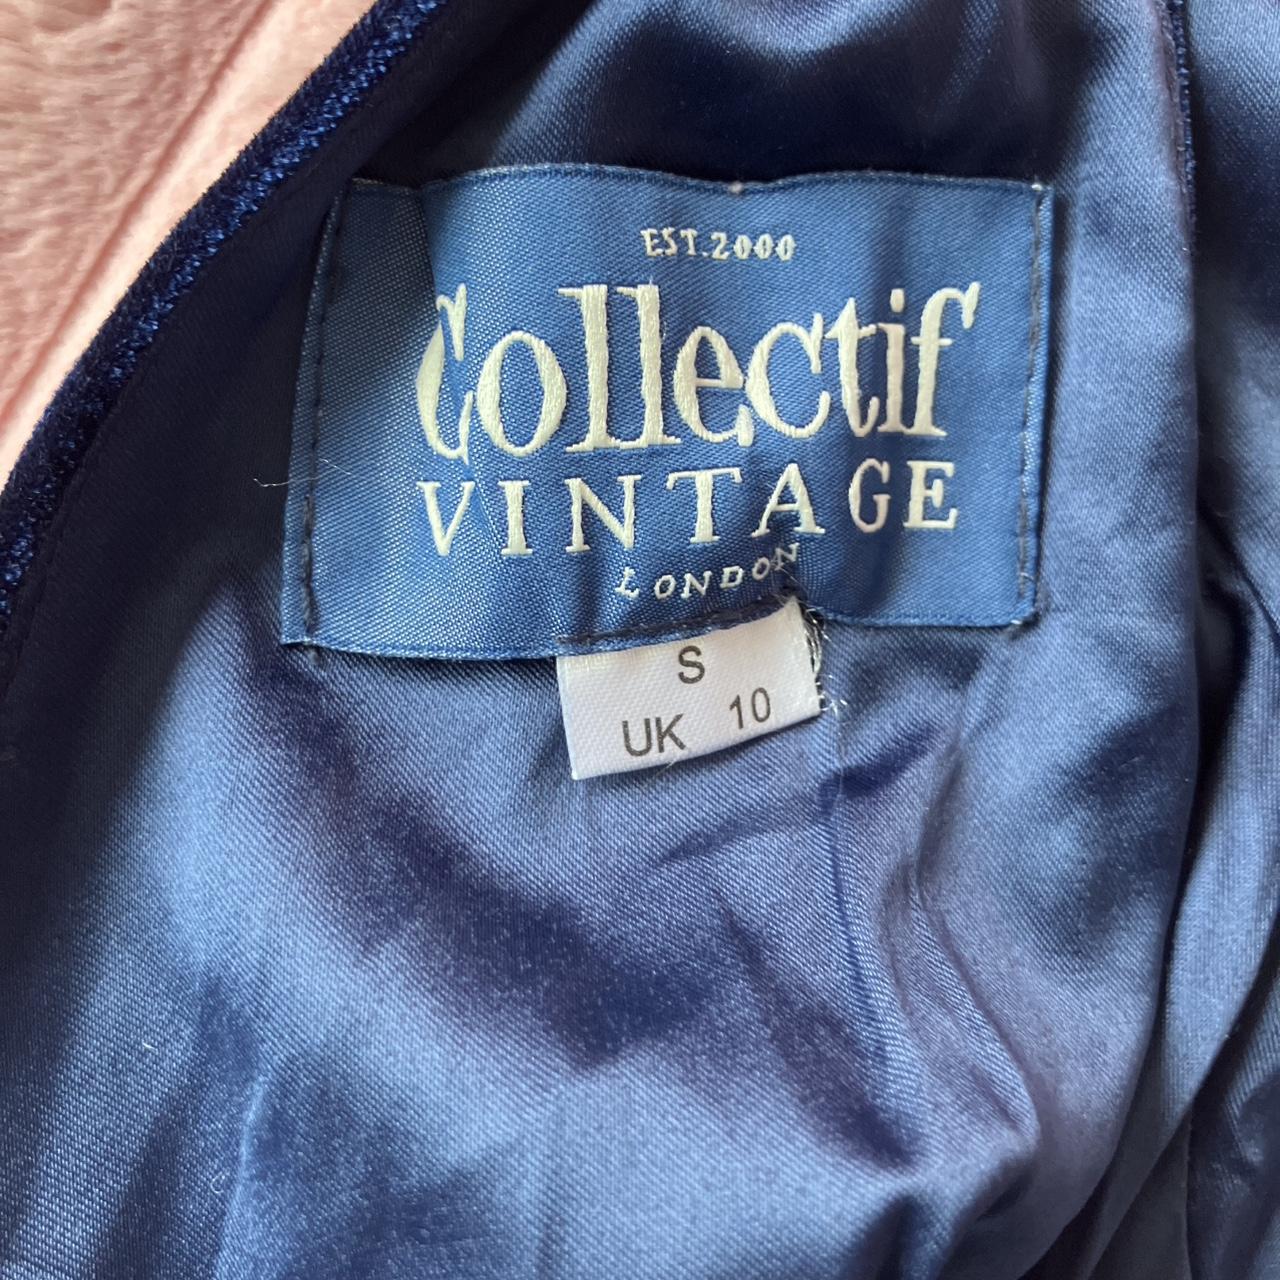 EST.2000
Collectif
VINTAGE
LONDON
S
UK 10